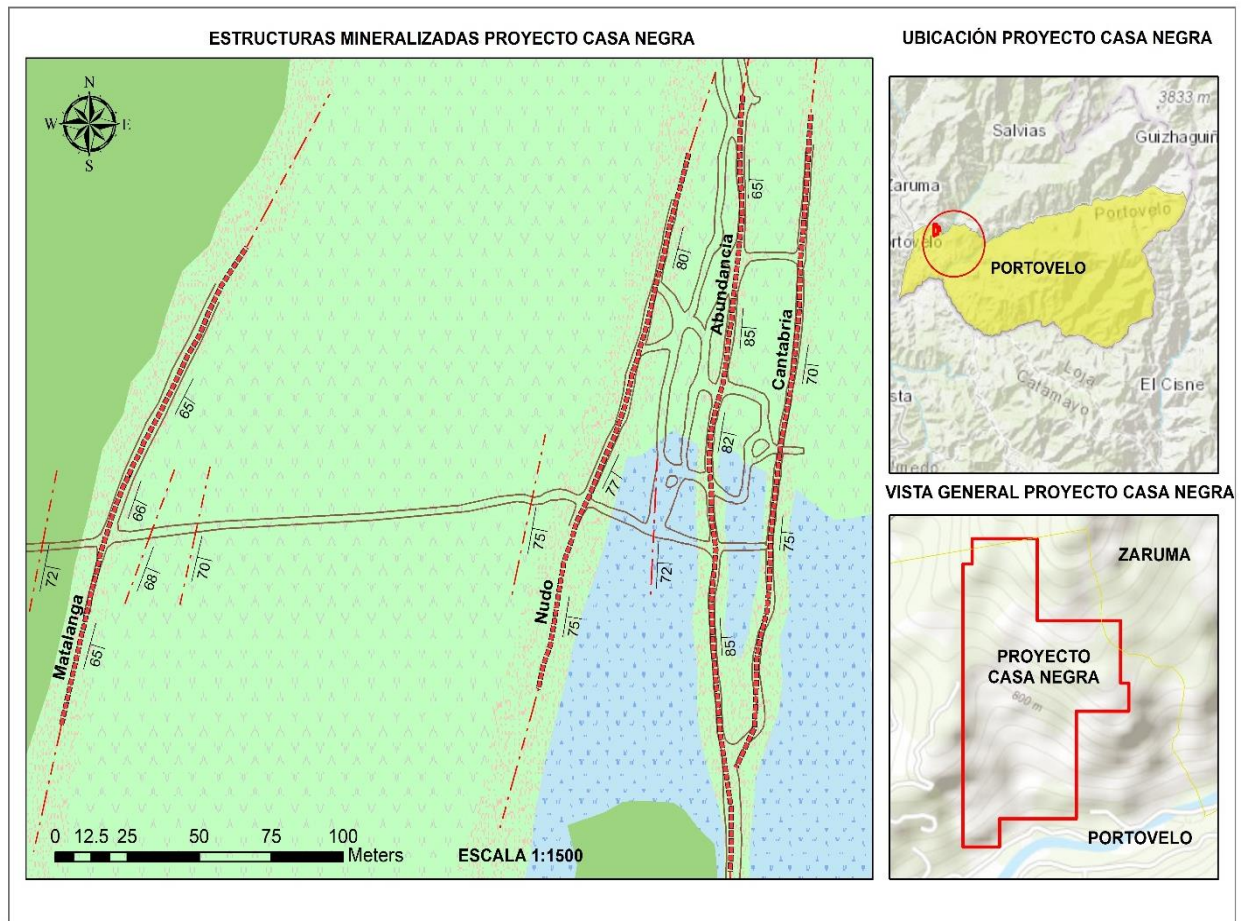 ESTRUCTURAS MINERALIZADAS PROYECTO CASA NEGRA
N
W E
S
65
80
Abundancia
85
Cantabria
70
65
82
66
77
75
75
72
68
70
72
Nudo
75
Matalanga
65
85
0 12.5 25 50 75 100
Meters
ESCALA 1:1500
UBICACIÓN PROYECTO CASA NEGRA
3833 m
Salvias
Guizhaguiñ
Zaruma
Portovelo
ortovelo
PORTOVELO
Loja
Catamayo
El Cisne
sta
VISTA GENERAL PROYECTO CASA NEGRA
ZARUMA
PROYECTO
CASA NEGRA
800 m
PORTOVELO